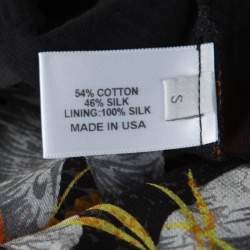 54% COTTON
46% SILK
LINING:100% SILK
MADE IN USA
S